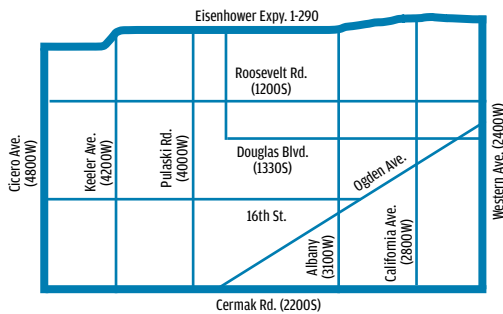 Eisenhower Expy. 1-290
Roosevelt Rd.
(1200S)
Cicero Ave.
(4800W)
Keeler Ave.
(4200W)
Pulaski Rd.
(4000W)
Douglas Blvd.
(1330S)
Ogden Ave.
Western Ave. (2400W)
16th St.
Albany
(3100W)
California Ave.
(2800W)
Cermak Rd. (2200S)